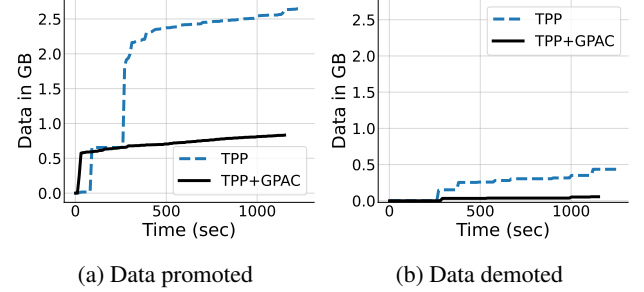 Data in GB
2.5
2.0
1.5
1.0
0.5
0.0
TPP
TPP+GPAC
0 500 1000
Time (sec)
(a) Data promoted
Data in GB
2.5
2.0
1.5
1.0
0.5
0.0
TPP
TPP+GPAC
0 500 1000
Time (sec)
(b) Data demoted